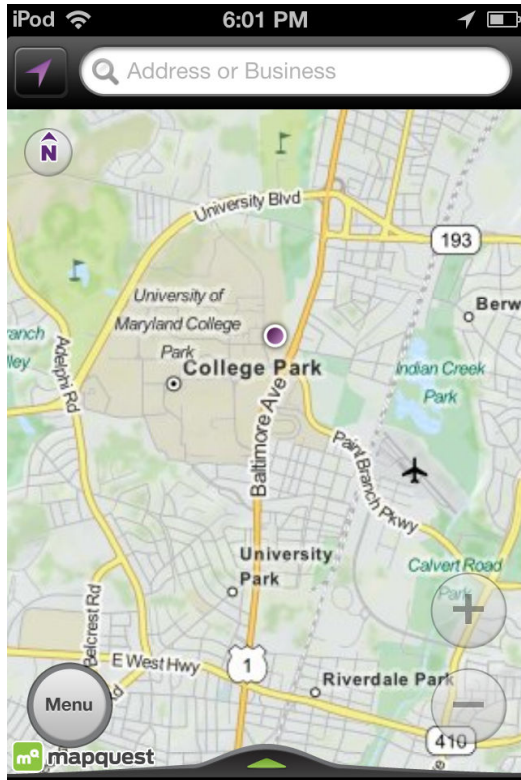 iPod 6:01 PM
Address or Business
N
University Blvd
193
University of
Maryland College
Park
Berw
anch
ley
Adelphi Rd
College Park
Indian Creek
Park
Baltimore Ave
Paint Branch Pkwy
University
Park
Calvert Road
Park
Belcrest Rd
E West Hwy
1
Riverdale Park
Menu
Rd
410
mq mapquest